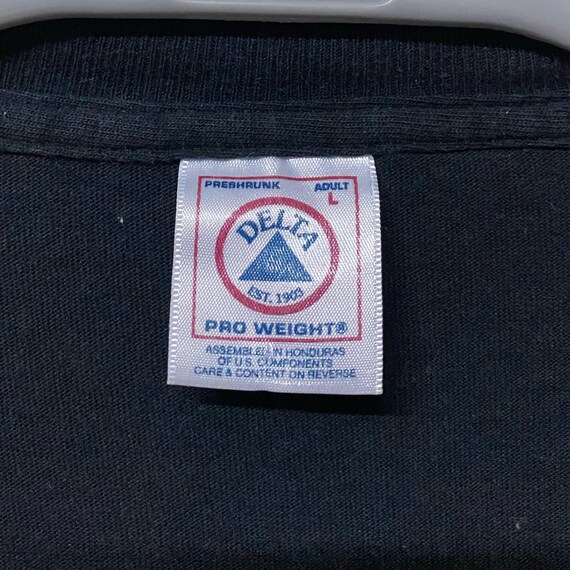 PRESHRUNK ADULT
L
DELTA
EST. 1903
PRO WEIGHT®
ASSEMBLED IN HONDURAS
OF U.S. COMPONENTS
CARE & CONTENT ON REVERSE